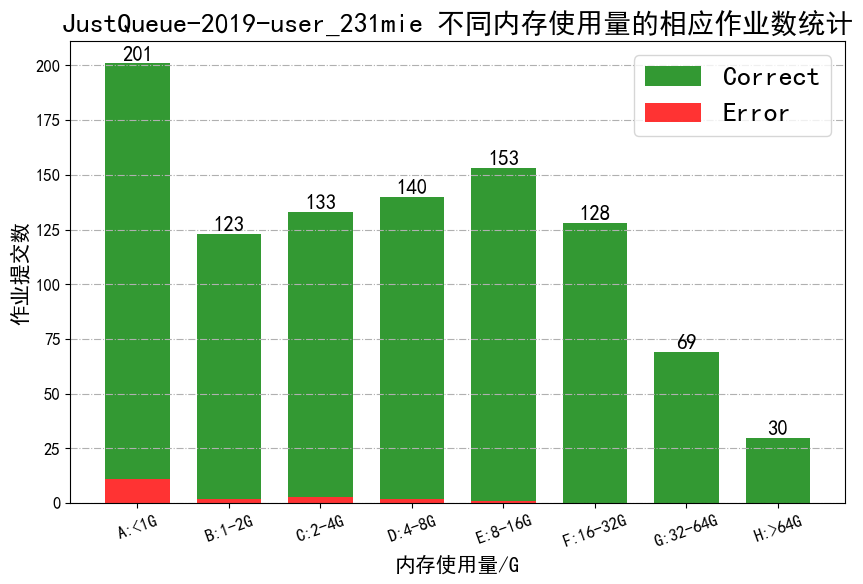 JustQueue-2019-user_231mie 不同内存使用量的相应作业数统计
Correct
Error
作业提交数
200
175
150
125
100
75
50
25
0
201
123
133
140
153
128
69
30
A:<1G
B:1-2G
C:2-4G
D:4-8G
E:8-16G
F:16-32G
G:32-64G
H:>64G
内存使用量/G